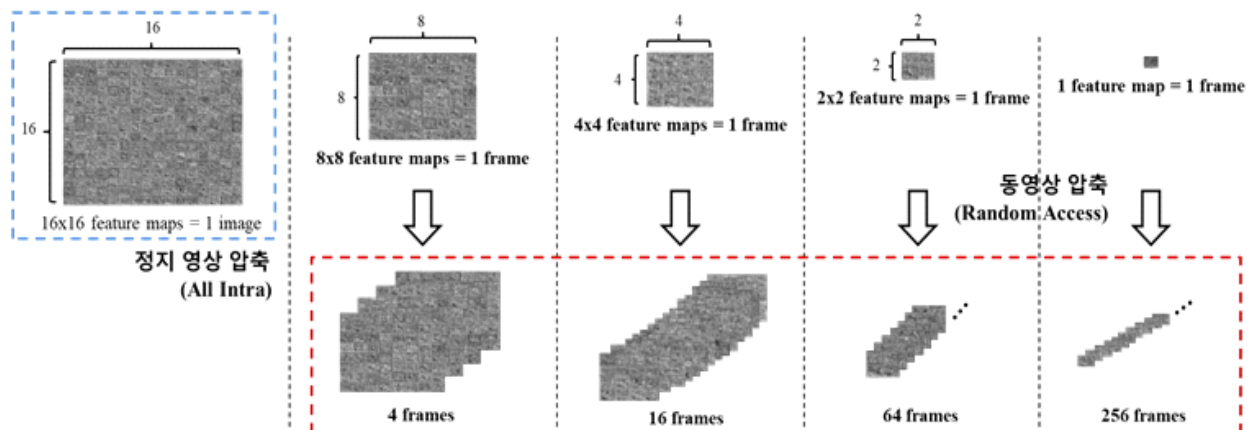 16
16
16x16 feature maps = 1 image
정지 영상 압축
(All Intra)
8
8
8x8 feature maps = 1 frame
4
4
4x4 feature maps = 1 frame
2
2
2x2 feature maps = 1 frame
1 feature map = 1 frame
동영상 압축
(Random Access)
4 frames
16 frames
64 frames
256 frames